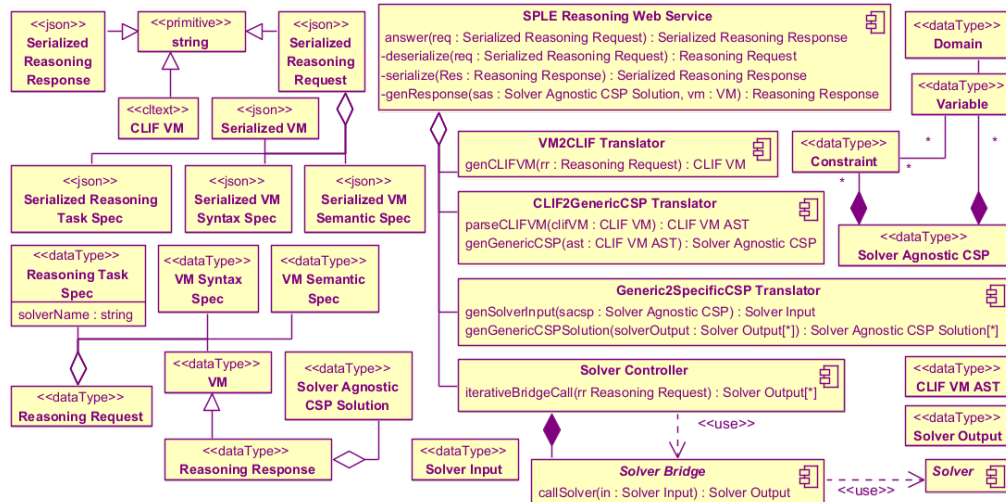 <<json>>
Serialized
Reasoning
Response
<<primitive>>
string
<<json>>
Serialized
Reasoning
Request
<<cltext>>
CLIF VM
<<json>>
Serialized VM
<<json>>
Serialized Reasoning
Task Spec
<<json>>
Serialized VM
Syntax Spec
<<json>>
Serialized VM
Semantic Spec
<<dataType>>
Reasoning Task
Spec
solverName : string
<<dataType>>
VM Syntax
Spec
<<dataType>>
VM Semantic
Spec
<<dataType>>
Reasoning Request
<<dataType>>
VM
<<dataType>>
Solver Agnostic
CSP Solution
<<dataType>>
Reasoning Response
SPLE Reasoning Web Service
answer(req : Serialized Reasoning Request) : Serialized Reasoning Response
-deserialize(req : Serialized Reasoning Request) : Reasoning Request
-serialize(Res : Reasoning Response) : Serialized Reasoning Response
-genResponse(sas : Solver Agnostic CSP Solution, vm : VM) : Reasoning Response
VM2CLIF Translator
genCLIFVM(rr : Reasoning Request) : CLIF VM
CLIF2GenericCSP Translator
parseCLIFVM(clifVM : CLIF VM) : CLIF VM AST
genGenericCSP(ast : CLIF VM AST) : Solver Agnostic CSP
Generic2SpecificCSP Translator
genSolverInput(sacsp : Solver Agnostic CSP) : Solver Input
genGenericCSPSolution(solverOutput : Solver Output[*]) : Solver Agnostic CSP Solution[*]
Solver Controller
iterativeBridgeCall(rr Reasoning Request) : Solver Output[*]
<<use>>
<<dataType>>
Solver Input
Solver Bridge
callSolver(in : Solver Input) : Solver Output
<<use>>
Solver
<<dataType>>
Domain
<<dataType>>
Variable
*
*
<<dataType>>
Constraint
*
*
<<dataType>>
Solver Agnostic CSP
<<dataType>>
CLIF VM AST
<<dataType>>
Solver Output